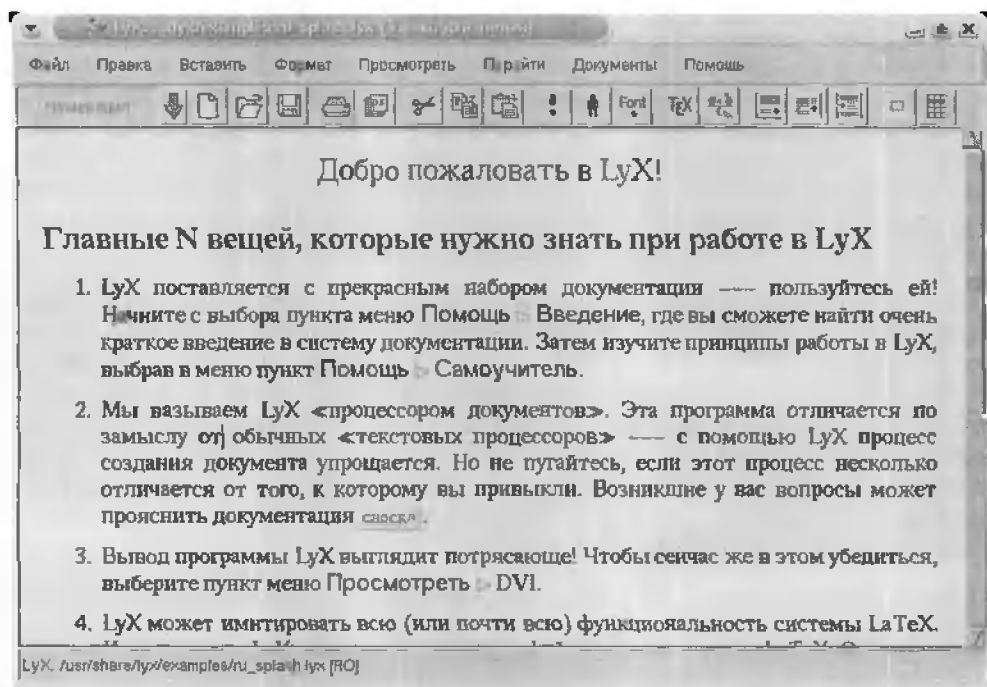 Файл Правка Вставить Формат Просмотреть Перейти Документы Помощь
Font TEX
Добро пожаловать в LyX!
Главные N вещей, которые нужно знать при работе в LyX
1. LyX поставляется с прекрасным набором документации --- пользуйтесь ей!
Начните с выбора пункта меню Помощь ▷ Введение, где вы сможете найти очень
краткое введение в систему документации. Затем изучите принципы работы в LyX,
выбрав в меню пункт Помощь ▷ Самоучитель.
2. Мы называем LyX «процессором документов». Эта программа отличается по
замыслу от обычных «текстовых процессоров» --- с помощью LyX процесс
создания документа упрощается. Но не пугайтесь, если этот процесс несколько
отличается от того, к которому вы привыкли. Возникшие у вас вопросы может
прояснить документация сноска .
3. Вывод программы LyX выглядит потрясающе! Чтобы сейчас же в этом убедиться,
выберите пункт меню Просмотреть ▷ DVI.
4. LyX может имитировать всю (или почти всю) функциональность системы LaTeX.
LyX: /usr/share/lyx/examples/ru_splash.lyx [RO]